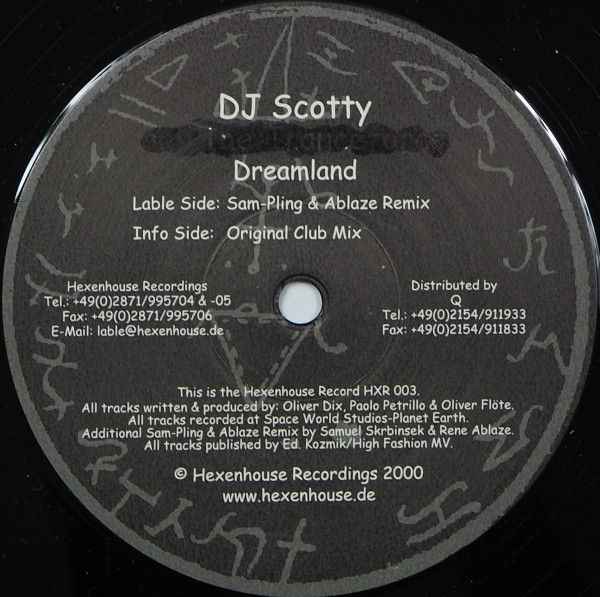 DJ Scotty
Dreamland
Lable Side: Sam-Pling & Ablaze Remix
Info Side: Original Club Mix
Hexenhouse Recordings
Tel.: +49(0)2871/995704 & -05
Fax: +49(0)2871/995706
E-Mail: lable@hexenhouse.de
Distributed by
Q
Tel.: +49(0)2154/911933
Fax: +49(0)2154/911833
This is the Hexenhouse Record HXR 003.
All tracks written & produced by: Oliver Dix, Paolo Petrillo & Oliver Flöte.
All tracks recorded at Space World Studios-Planet Earth.
Additional Sam-Pling & Ablaze Remix by Samuel Skrbinsek & Rene Ablaze.
All tracks published by Ed. Kozmik/High Fashion MV.
© Hexenhouse Recordings 2000
www.hexenhouse.de